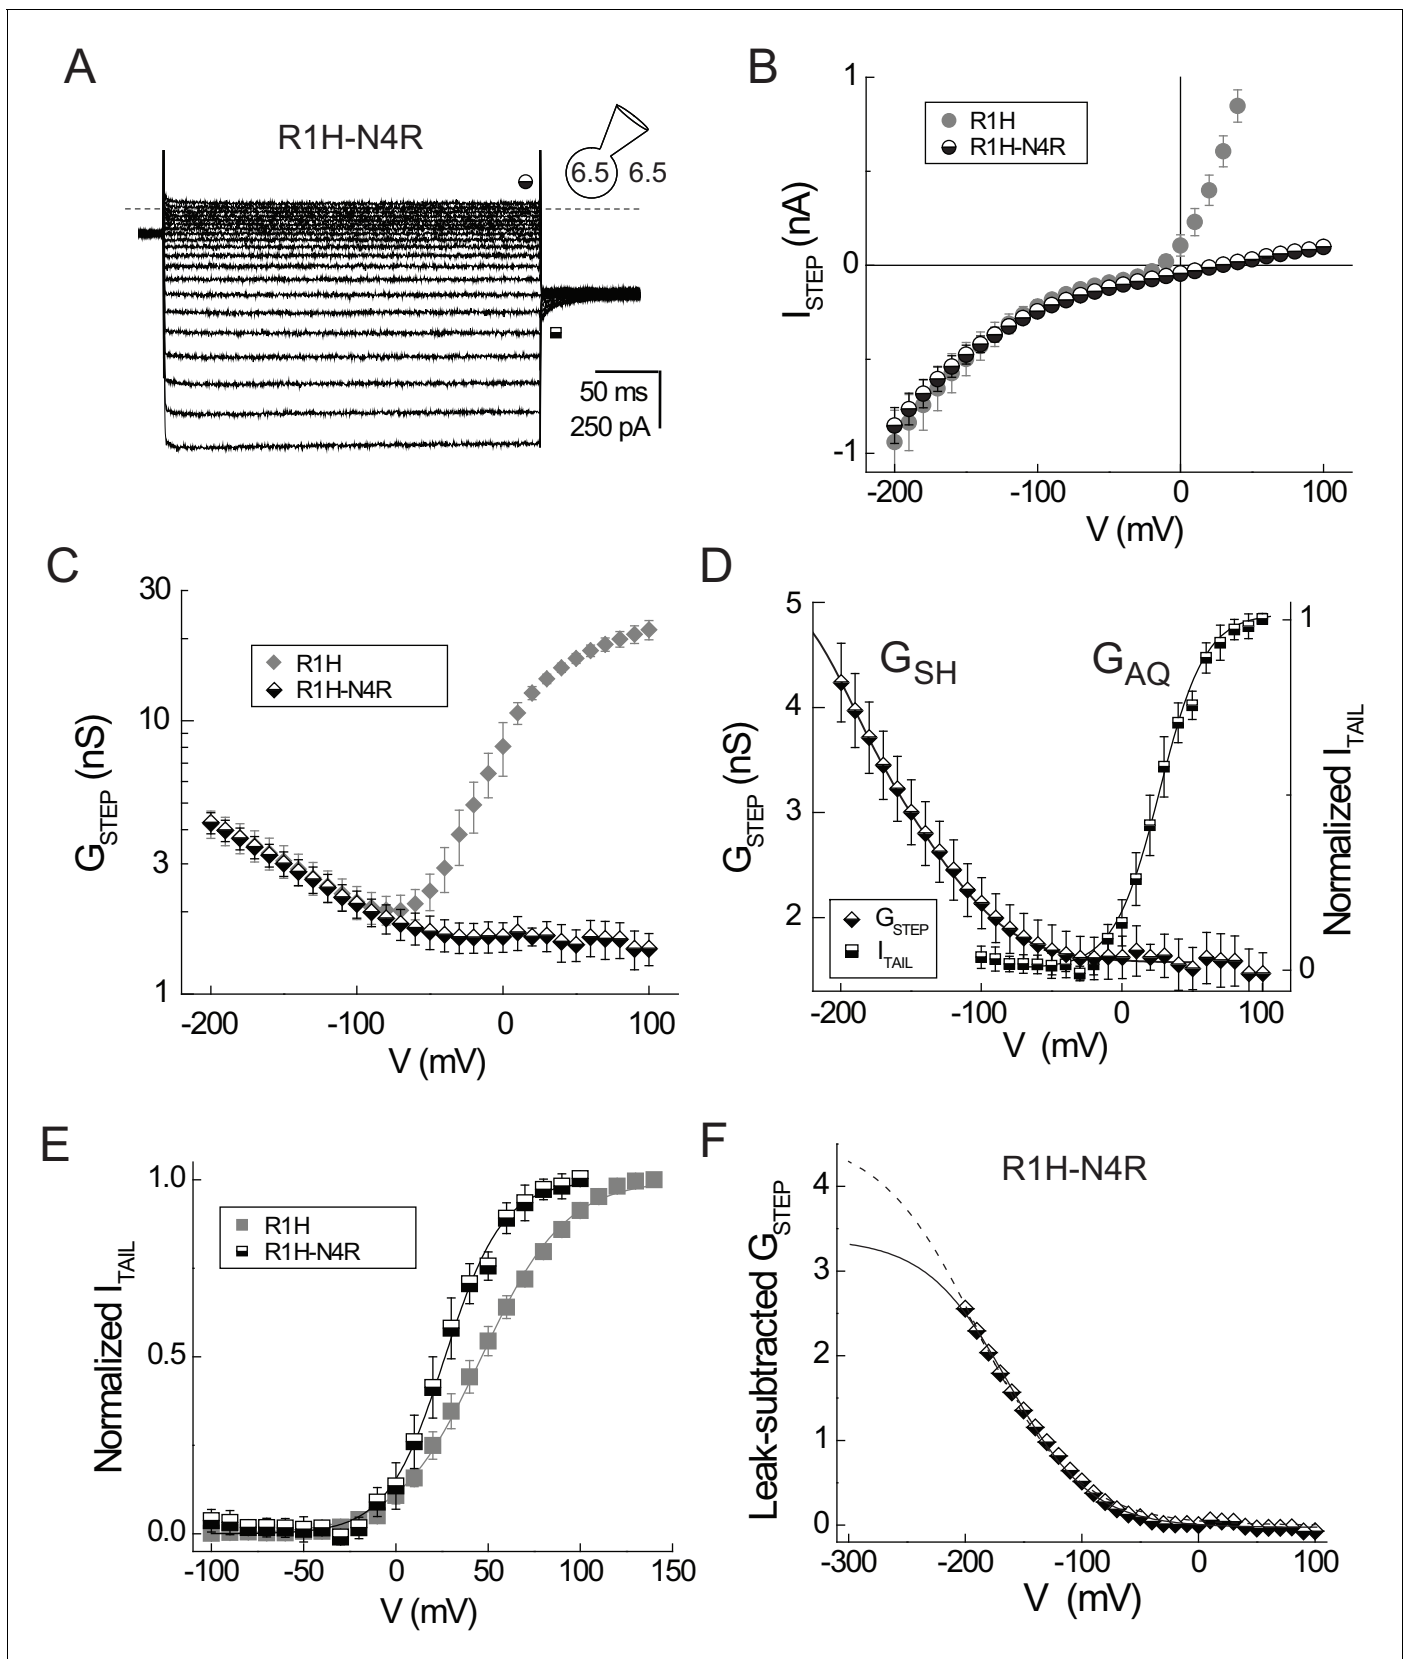 A
R1H-N4R
6.5 6.5
50 ms
250 pA
B
1
0
-1
I_STEP (nA)
R1H
R1H-N4R
-200 -100 0 100
V (mV)
C
30
10
3
1
G_STEP (nS)
R1H
R1H-N4R
-200 -100 0 100
V (mV)
D
5
4
3
2
G_STEP (nS)
G_SH G_AQ
G_STEP
I_TAIL
1
0
Normalized I_TAIL
-200 -100 0 100
V (mV)
E
1.0
0.5
0.0
Normalized I_TAIL
R1H
R1H-N4R
-100 -50 0 50 100 150
V (mV)
F
R1H-N4R
4
3
2
1
0
Leak-subtracted G_STEP
-300 -200 -100 0 100
V (mV)